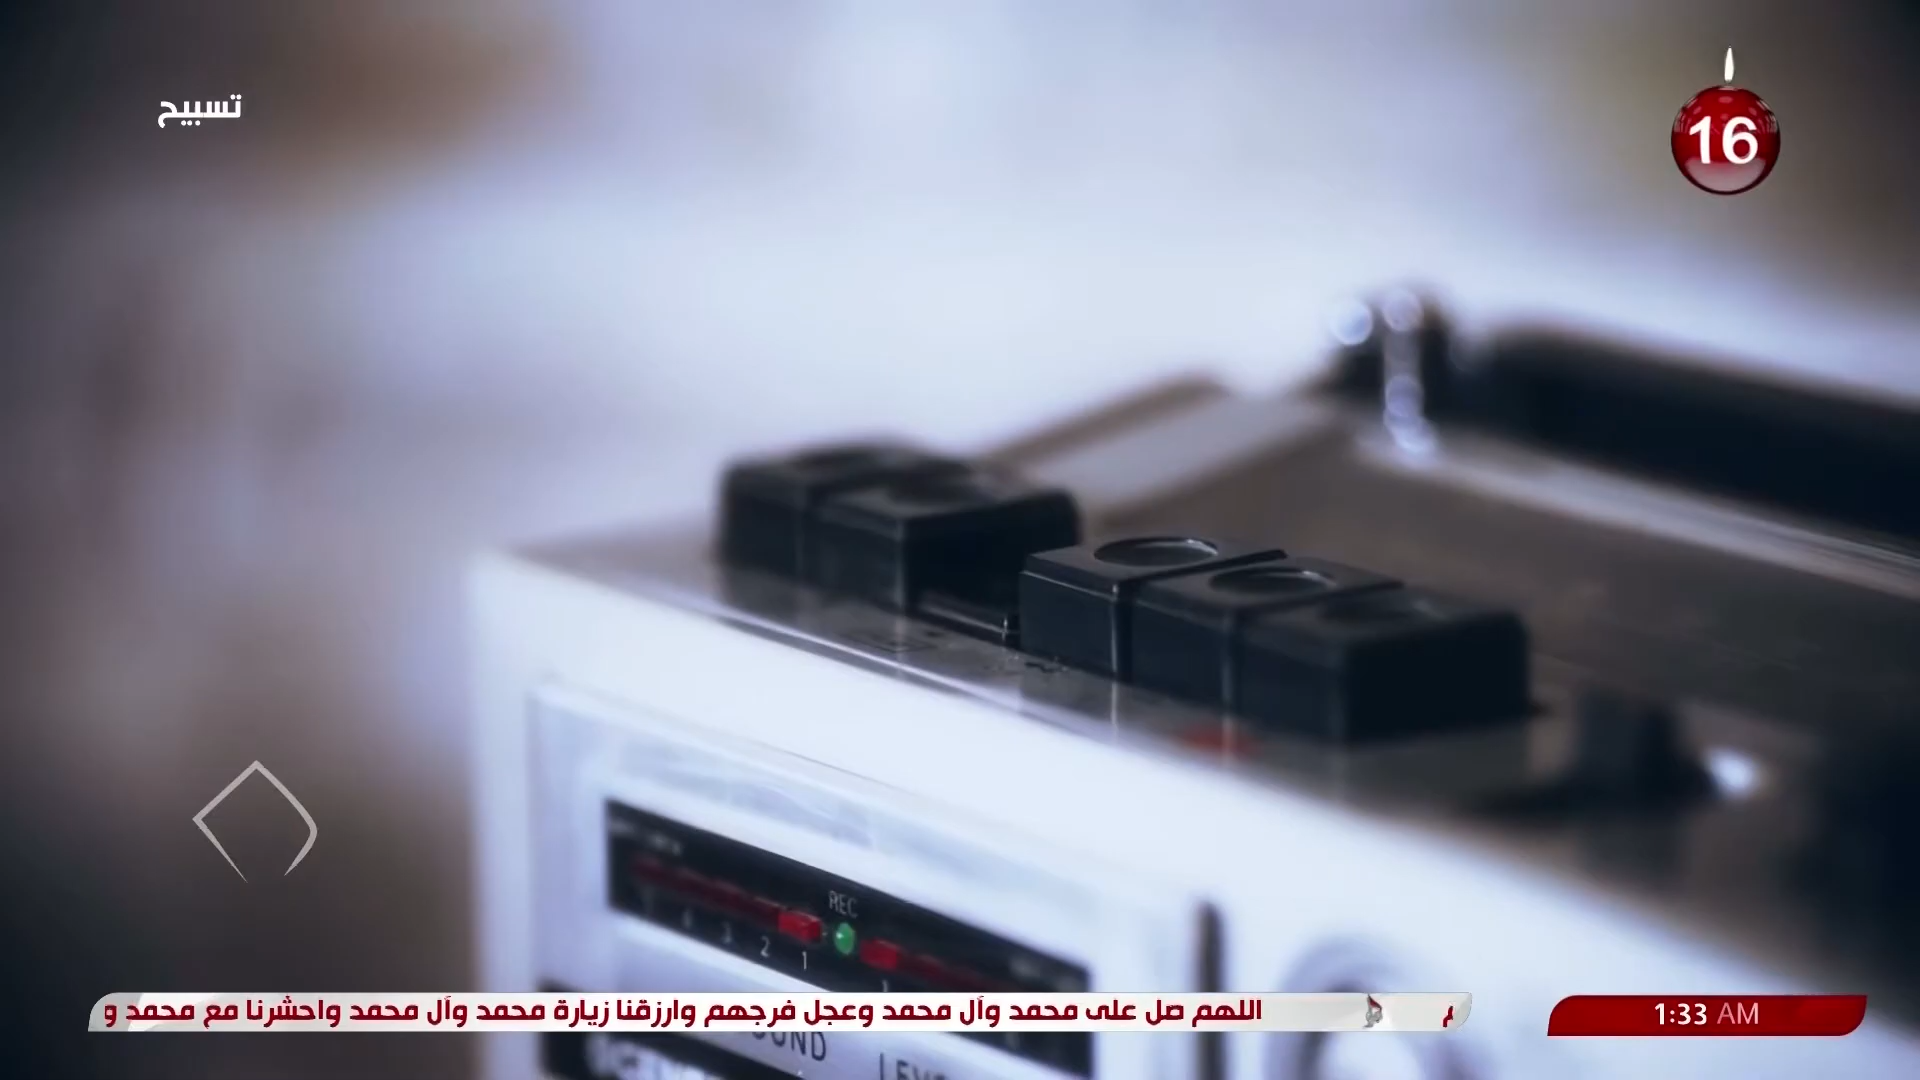 تسبيح
16
REC
3 2 1
اللهم صل على محمد وآل محمد وعجل فرجهم وارزقنا زيارة محمد وآل محمد واحشرنا مع محمد و
1:33 AM